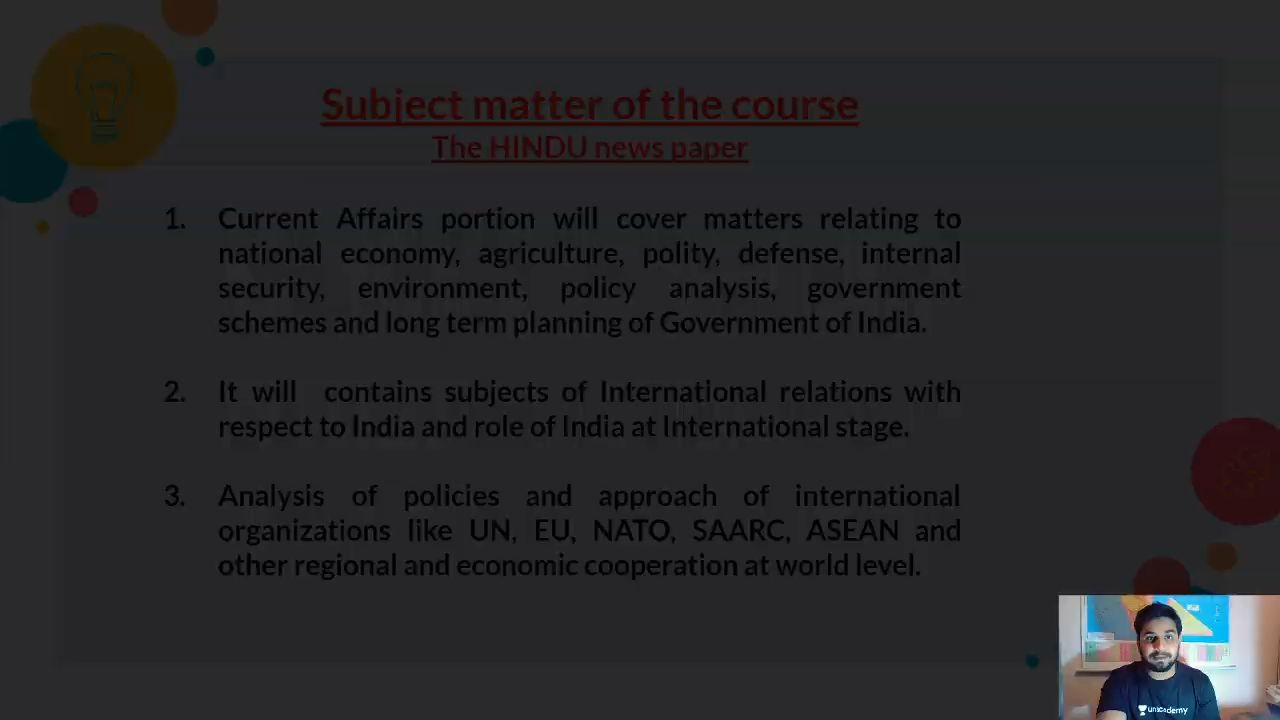 Subject matter of the course
The HINDU news paper
1. Current Affairs portion will cover matters relating to
national economy, agriculture, polity, defense, internal
security, environment, policy analysis, government
schemes and long term planning of Government of India.
2. It will contains subjects of International relations with
respect to India and role of India at International stage.
3. Analysis of policies and approach of international
organizations like UN, EU, NATO, SAARC, ASEAN and
other regional and economic cooperation at world level.
unacademy